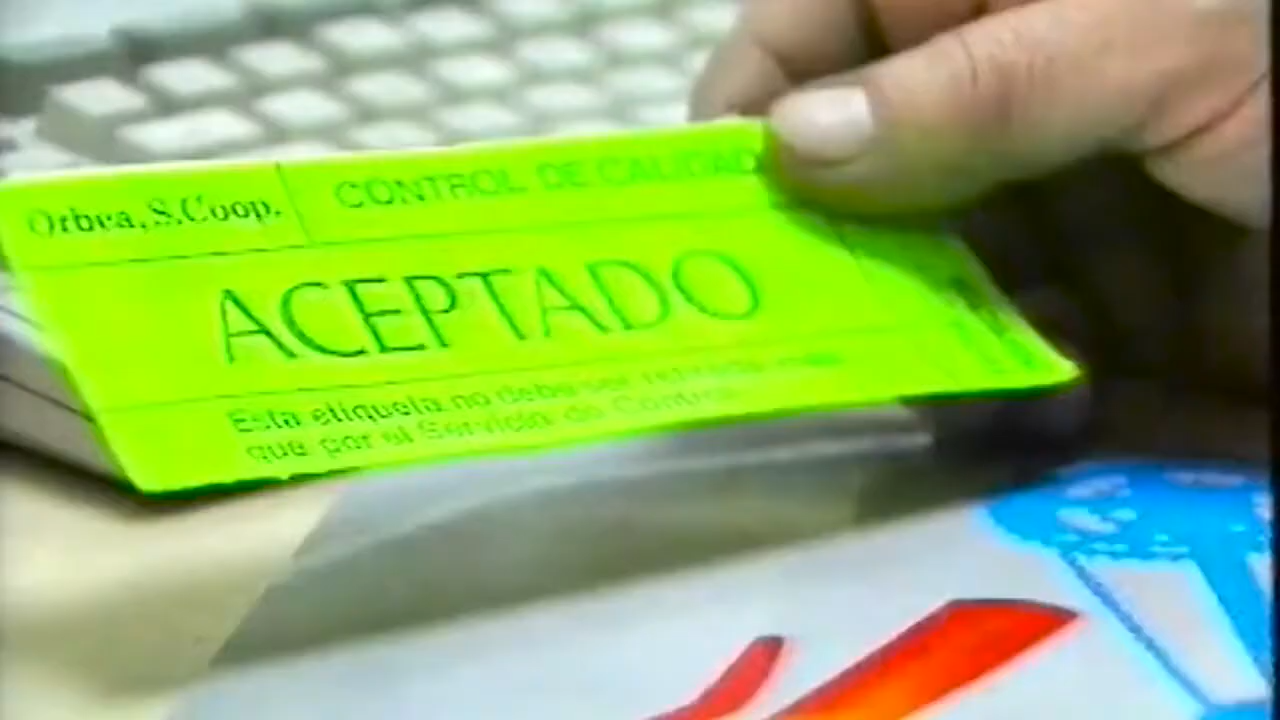 Orbea, S.Coop.
CONTROL DE CALIDAD
ACEPTADO
Esta etiqueta no debe ser
que por el Servicio de Control